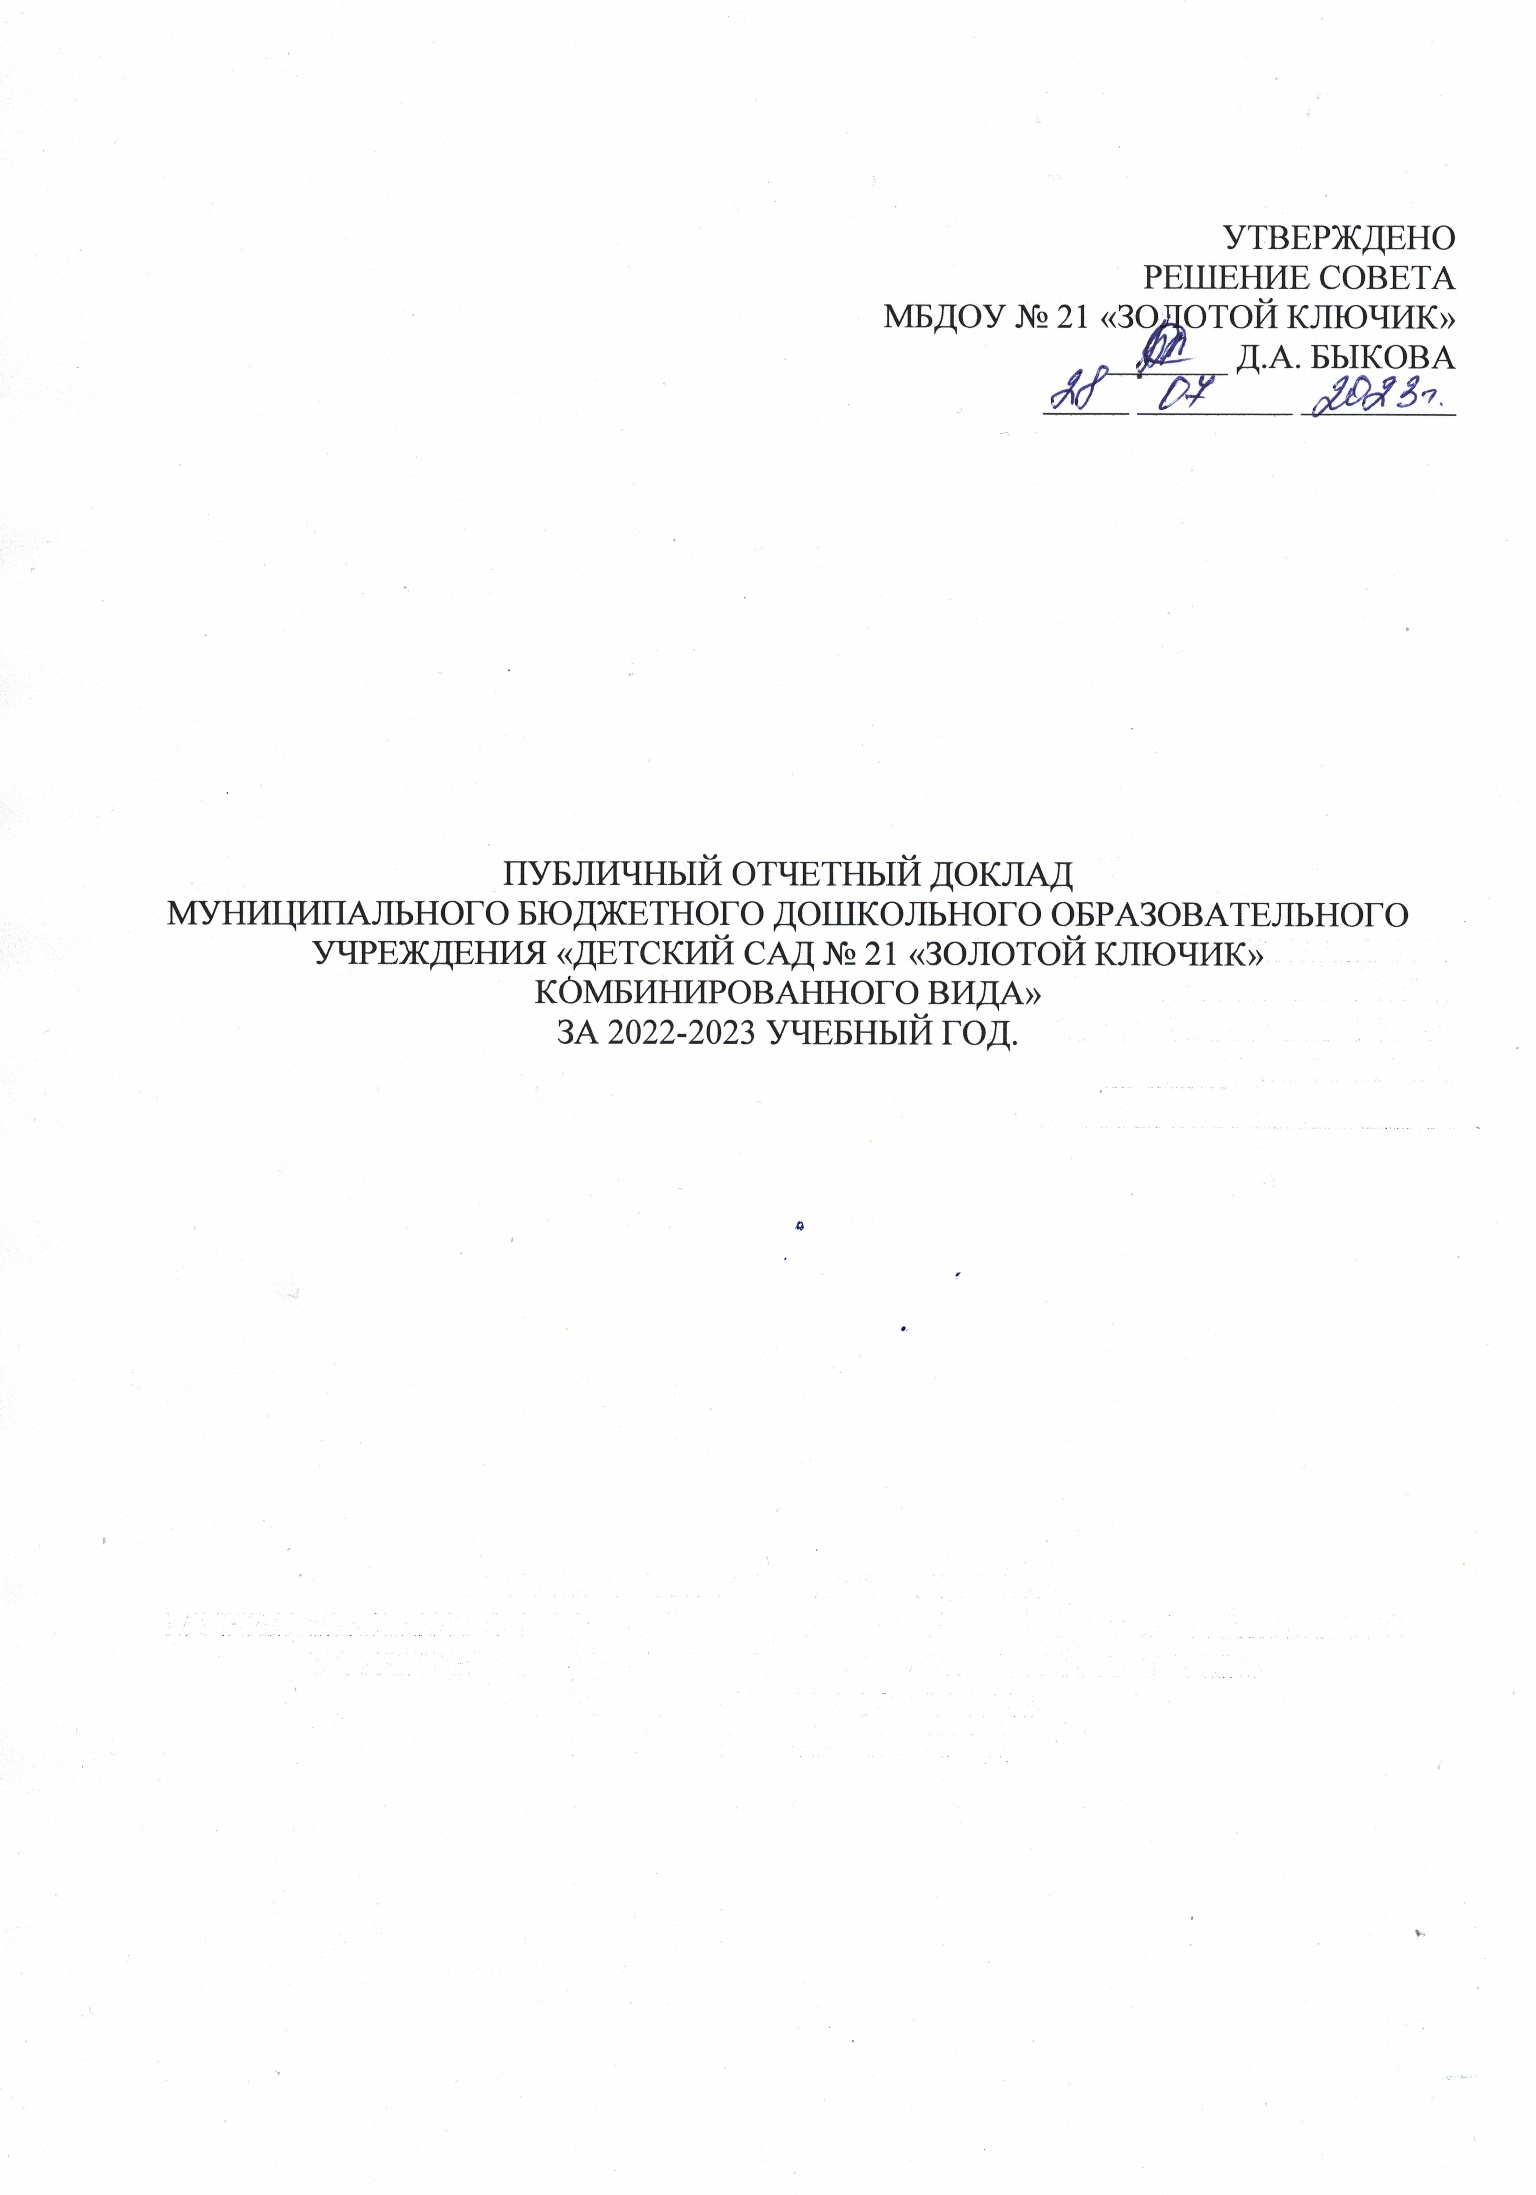 УТВЕРЖДЕНО
РЕШЕНИЕ СОВЕТА
МБДОУ № 21 «ЗОЛОТОЙ КЛЮЧИК»
________ Д.А. БЫКОВА
28 07 2023г.
ПУБЛИЧНЫЙ ОТЧЕТНЫЙ ДОКЛАД
МУНИЦИПАЛЬНОГО БЮДЖЕТНОГО ДОШКОЛЬНОГО ОБРАЗОВАТЕЛЬНОГО
УЧРЕЖДЕНИЯ «ДЕТСКИЙ САД № 21 «ЗОЛОТОЙ КЛЮЧИК»
КОМБИНИРОВАННОГО ВИДА»
ЗА 2022-2023 УЧЕБНЫЙ ГОД.